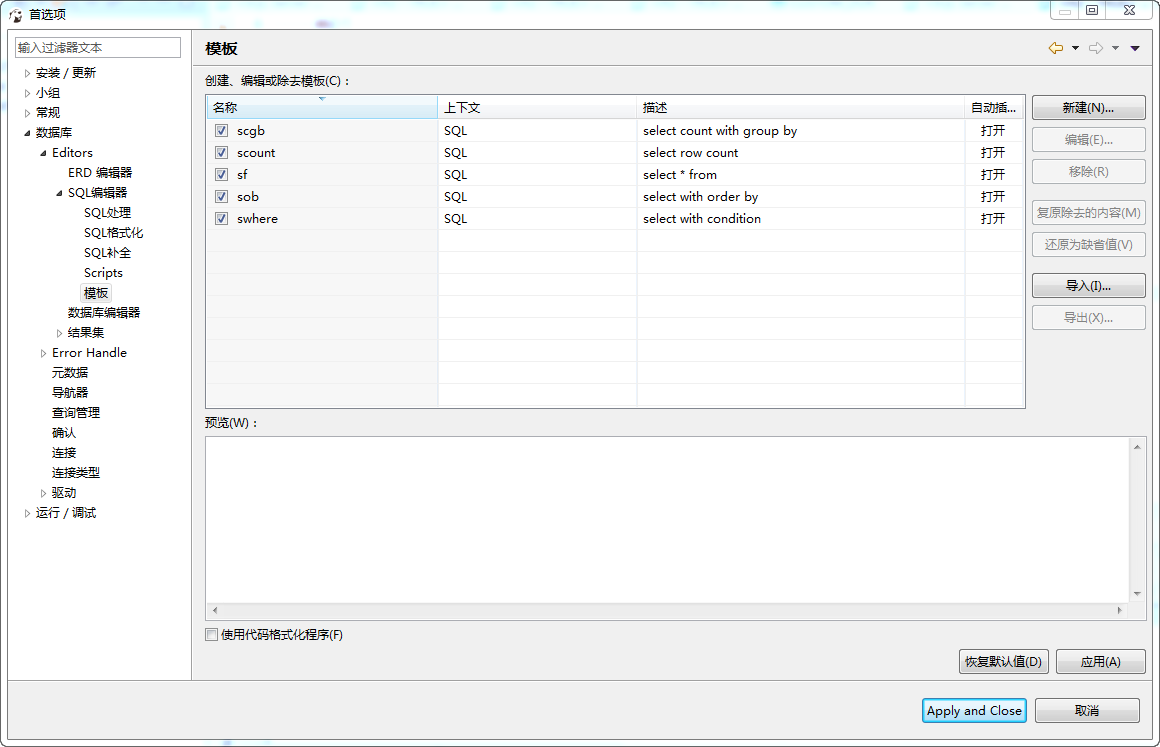 首选项
输入过滤器文本
安装 / 更新
小组
常规
数据库
Editors
ERD 编辑器
SQL编辑器
SQL处理
SQL格式化
SQL补全
Scripts
模板
数据库编辑器
结果集
Error Handle
元数据
导航器
查询管理
确认
连接
连接类型
驱动
运行 / 调试
模板
创建、编辑或除去模板(C)：
名称 上下文 描述 自动插...
scgb SQL select count with group by 打开
scount SQL select row count 打开
sf SQL select * from 打开
sob SQL select with order by 打开
swhere SQL select with condition 打开
新建(N)...
编辑(E)...
移除(R)
复原除去的内容(M)
还原为缺省值(V)
导入(I)...
导出(X)...
预览(W)：
使用代码格式化程序(F)
恢复默认值(D) 应用(A)
Apply and Close 取消